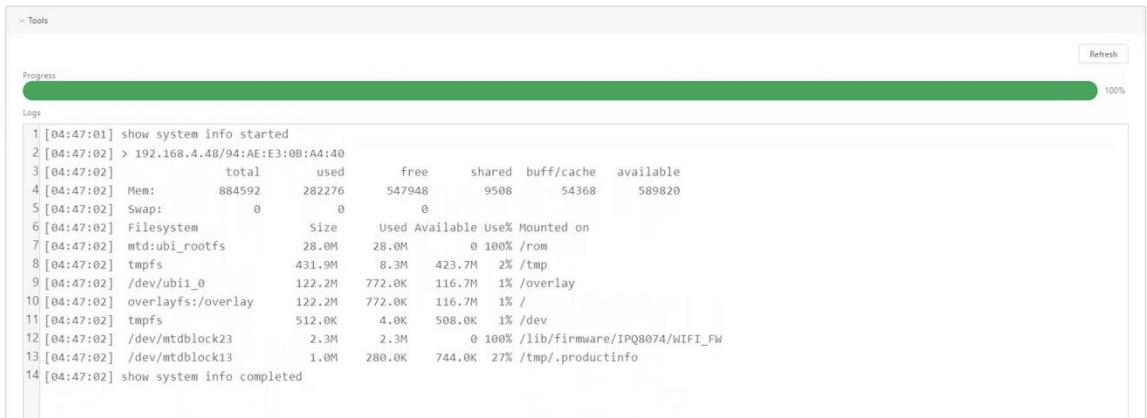 Tools
Refresh
Progress
100%
Logs
1 [04:47:01] show system info started
2 [04:47:02] > 192.168.4.48/94:AE:E3:0B:A4:40
3 [04:47:02] total used free shared buff/cache available
4 [04:47:02] Mem: 884592 282276 547948 9508 54368 589820
5 [04:47:02] Swap: 0 0 0
6 [04:47:02] Filesystem Size Used Available Use% Mounted on
7 [04:47:02] mtd:ubi_rootfs 28.0M 28.0M 0 100% /rom
8 [04:47:02] tmpfs 431.9M 8.3M 423.7M 2% /tmp
9 [04:47:02] /dev/ubi1_0 122.2M 772.0K 116.7M 1% /overlay
10 [04:47:02] overlayfs:/overlay 122.2M 772.0K 116.7M 1% /
11 [04:47:02] tmpfs 512.0K 4.0K 508.0K 1% /dev
12 [04:47:02] /dev/mtdblock23 2.3M 2.3M 0 100% /lib/firmware/IPQ8074/WIFI_FW
13 [04:47:02] /dev/mtdblock13 1.0M 280.0K 744.0K 27% /tmp/.productinfo
14 [04:47:02] show system info completed